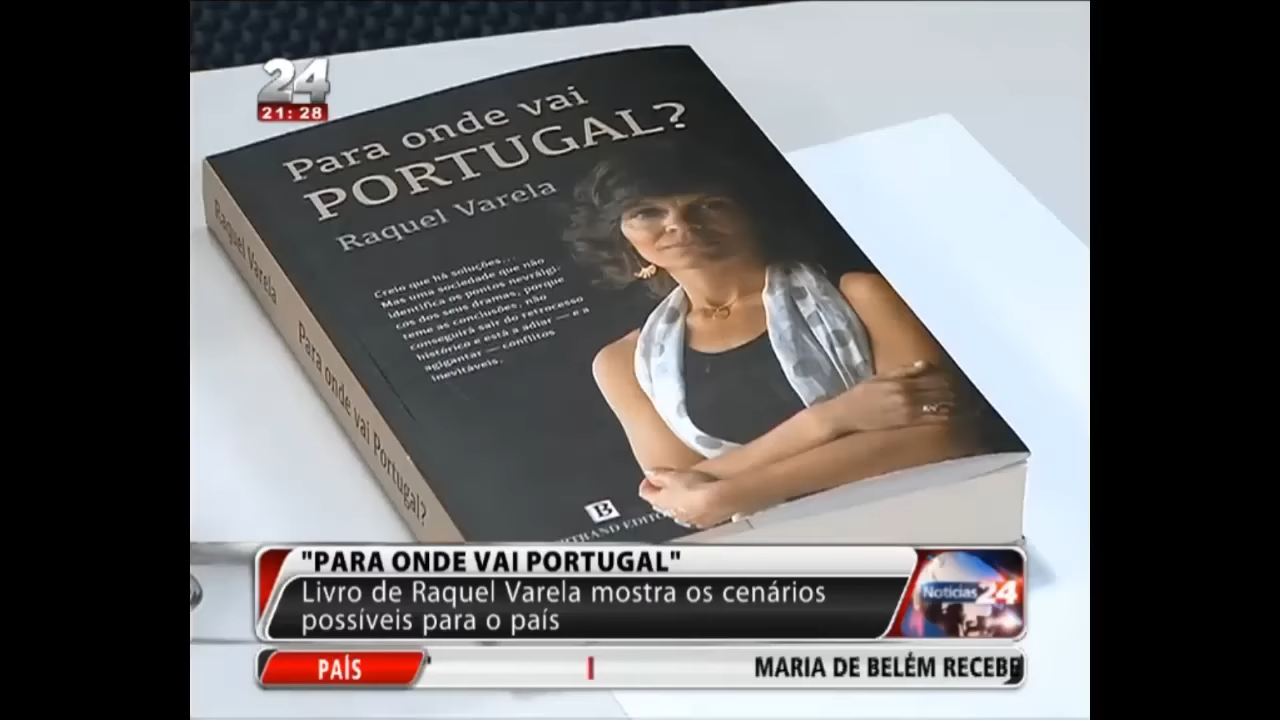 24
21:28
Para onde vai
PORTUGAL?
Raquel Varela
Creio que há soluções...
Mas uma sociedade que não
identifica os pontos nevrálgi-
cos dos seus dramas, porque
teme as conclusões, não
conseguirá sair do retrocesso
histórico e está a adiar — e a
agigantar — conflitos
inevitáveis.
Raquel Varela Para onde vai Portugal?
B
"PARA ONDE VAI PORTUGAL"
Livro de Raquel Varela mostra os cenários
possíveis para o país
Notícias 24
PAÍS
MARIA DE BELÉM RECEBE